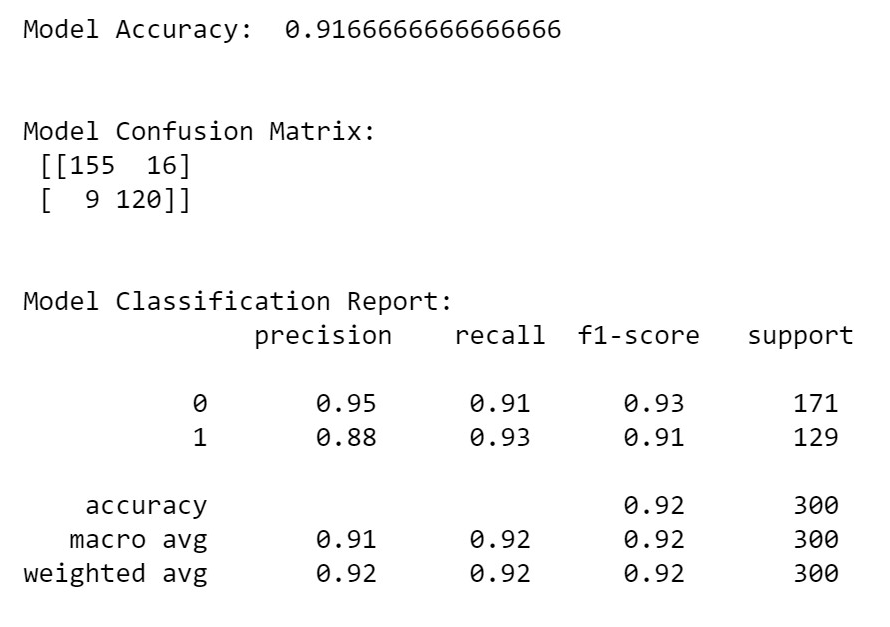 Model Accuracy:  0.9166666666666666
Model Confusion Matrix:
 [[155  16]
 [  9 120]]
Model Classification Report:
               precision    recall  f1-score   support
           0       0.95      0.91      0.93       171
           1       0.88      0.93      0.91       129
    accuracy                           0.92       300
   macro avg       0.91      0.92      0.92       300
weighted avg       0.92      0.92      0.92       300